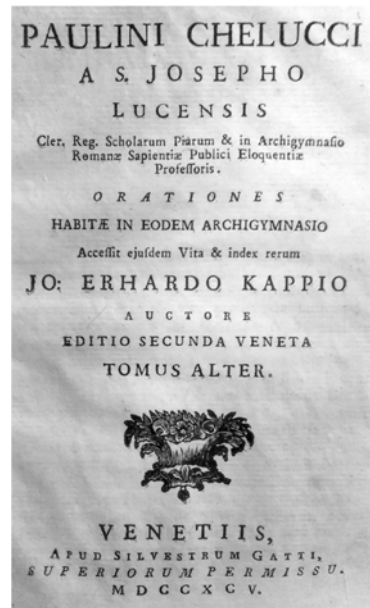 PAULINI CHELUCCI
A S. JOSEPHO
LUCENSIS
Cler. Reg. Scholarum Piarum & in Archigymnaſio
Romanæ Sapientiæ Publici Eloquentiæ
Profeſſoris.
ORATIONES
HABITÆ IN EODEM ARCHIGYMNASIO
Acceſſit ejuſdem Vita & index rerum
JO: ERHARDO KAPPIO
AUCTORE
EDITIO SECUNDA VENETA
TOMUS ALTER.
VENETIIS,
APUD SILVESTRUM GATTI,
SUPERIORUM PERMISSU.
MDCCXCV.